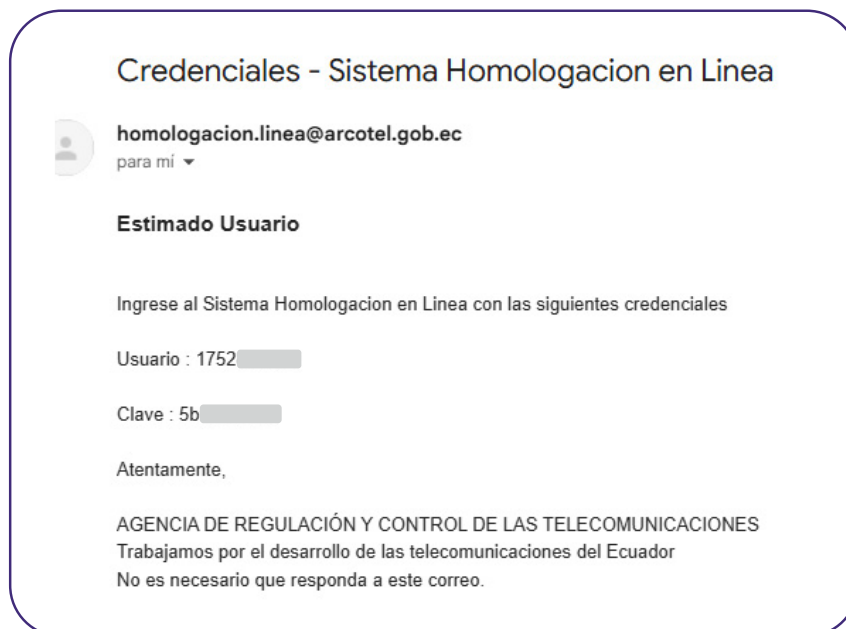 Credenciales - Sistema Homologacion en Linea
homologacion.linea@arcotel.gob.ec
para mí
Estimado Usuario
Ingrese al Sistema Homologacion en Linea con las siguientes credenciales
Usuario : 1752
Clave : 5b
Atentamente,
AGENCIA DE REGULACIÓN Y CONTROL DE LAS TELECOMUNICACIONES
Trabajamos por el desarrollo de las telecomunicaciones del Ecuador
No es necesario que responda a este correo.